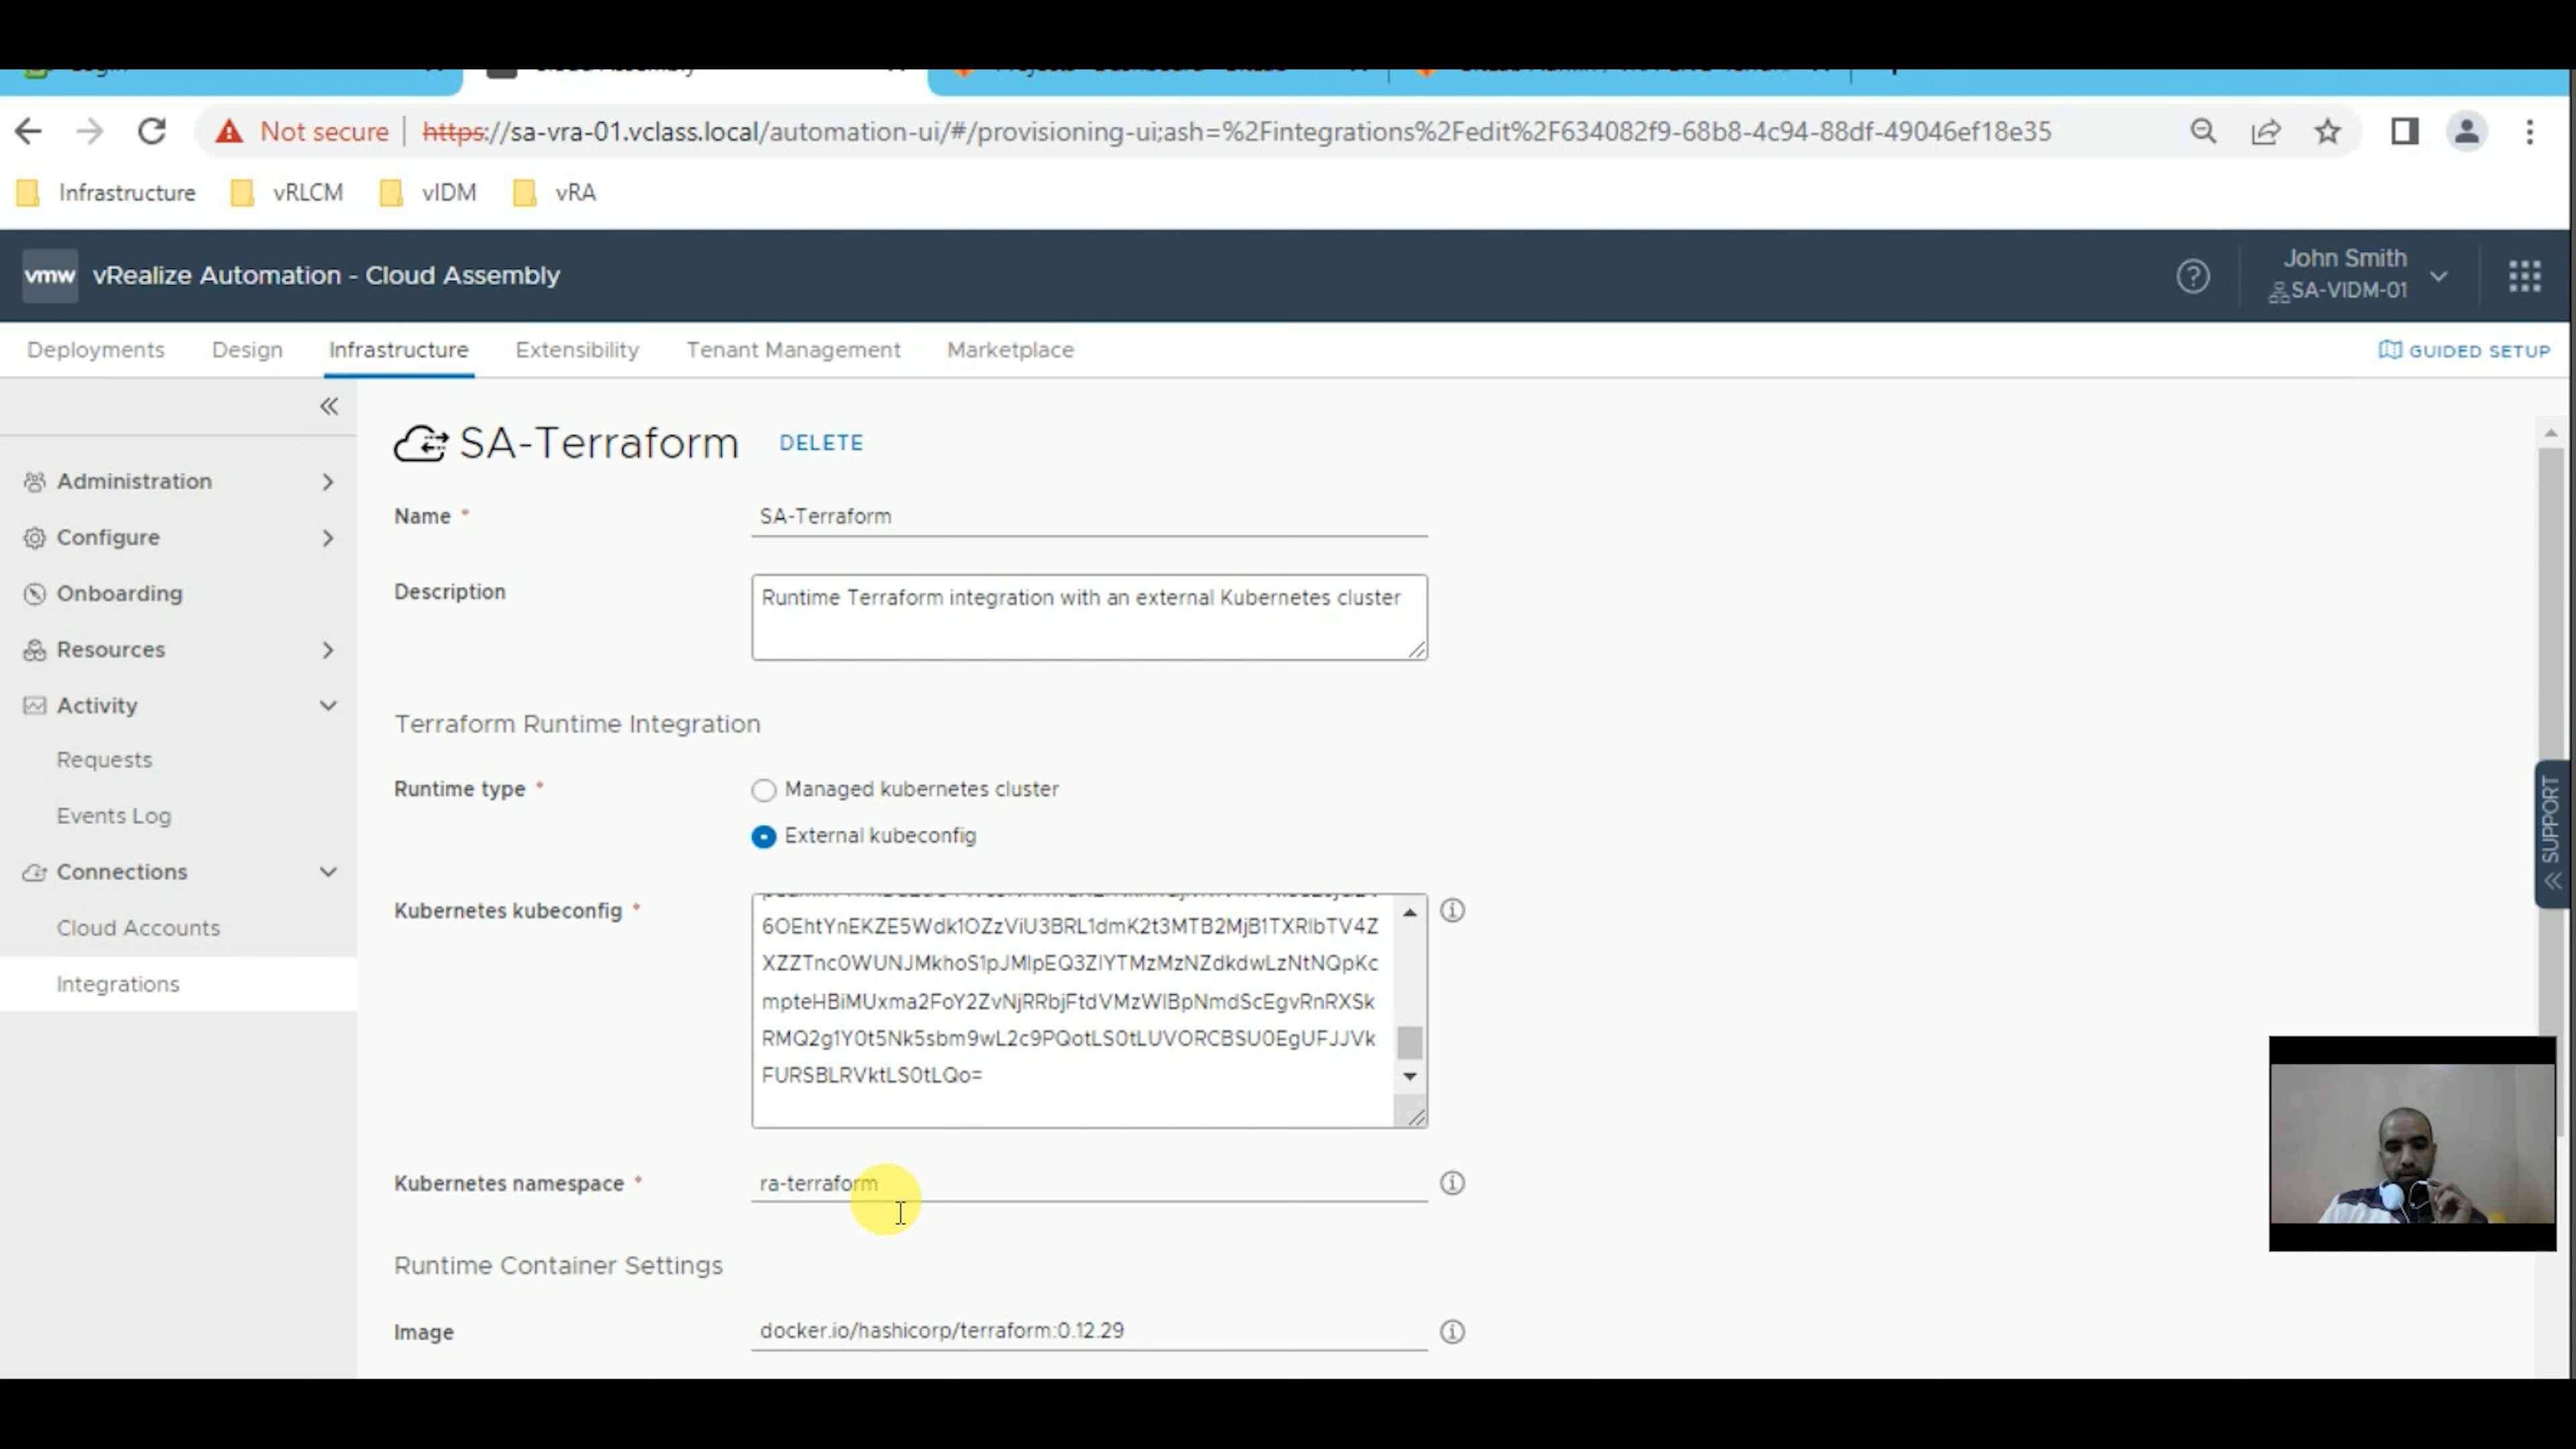 Not secure https://sa-vra-01.vclass.local/automation-ui/#/provisioning-ui;ash=%2Fintegrations%2Fedit%2F634082f9-68b8-4c94-88df-49046ef18e35
Infrastructure vRLCM vIDM vRA
vmw vRealize Automation - Cloud Assembly
John Smith
SA-VIDM-01
Deployments Design Infrastructure Extensibility Tenant Management Marketplace GUIDED SETUP
SA-Terraform DELETE
Administration
Configure
Onboarding
Resources
Activity
Requests
Events Log
Connections
Cloud Accounts
Integrations
Name * SA-Terraform
Description Runtime Terraform integration with an external Kubernetes cluster
Terraform Runtime Integration
Runtime type * Managed kubernetes cluster
External kubeconfig
Kubernetes kubeconfig *
6OEhtYnEKZE5Wdk1OZzViU3BRL1dmK2t3MTB2MjB1TXRlbTV4Z
XZZTnc0WUNJMkhoS1pJMlpEQ3ZIYTMzMzNZdkdwLzNtNQpKc
mpteHBiMUxma2FoY2ZvNjRRbjFtdVMzWlBpNmdScEgvRnRXSk
RMQ2g1Y0t5Nk5sbm9wL2c9PQotLS0tLUVORCBSU0EgUFJJVk
FURSBLRVktLS0tLQo=
Kubernetes namespace * ra-terraform
Runtime Container Settings
Image docker.io/hashicorp/terraform:0.12.29
SUPPORT